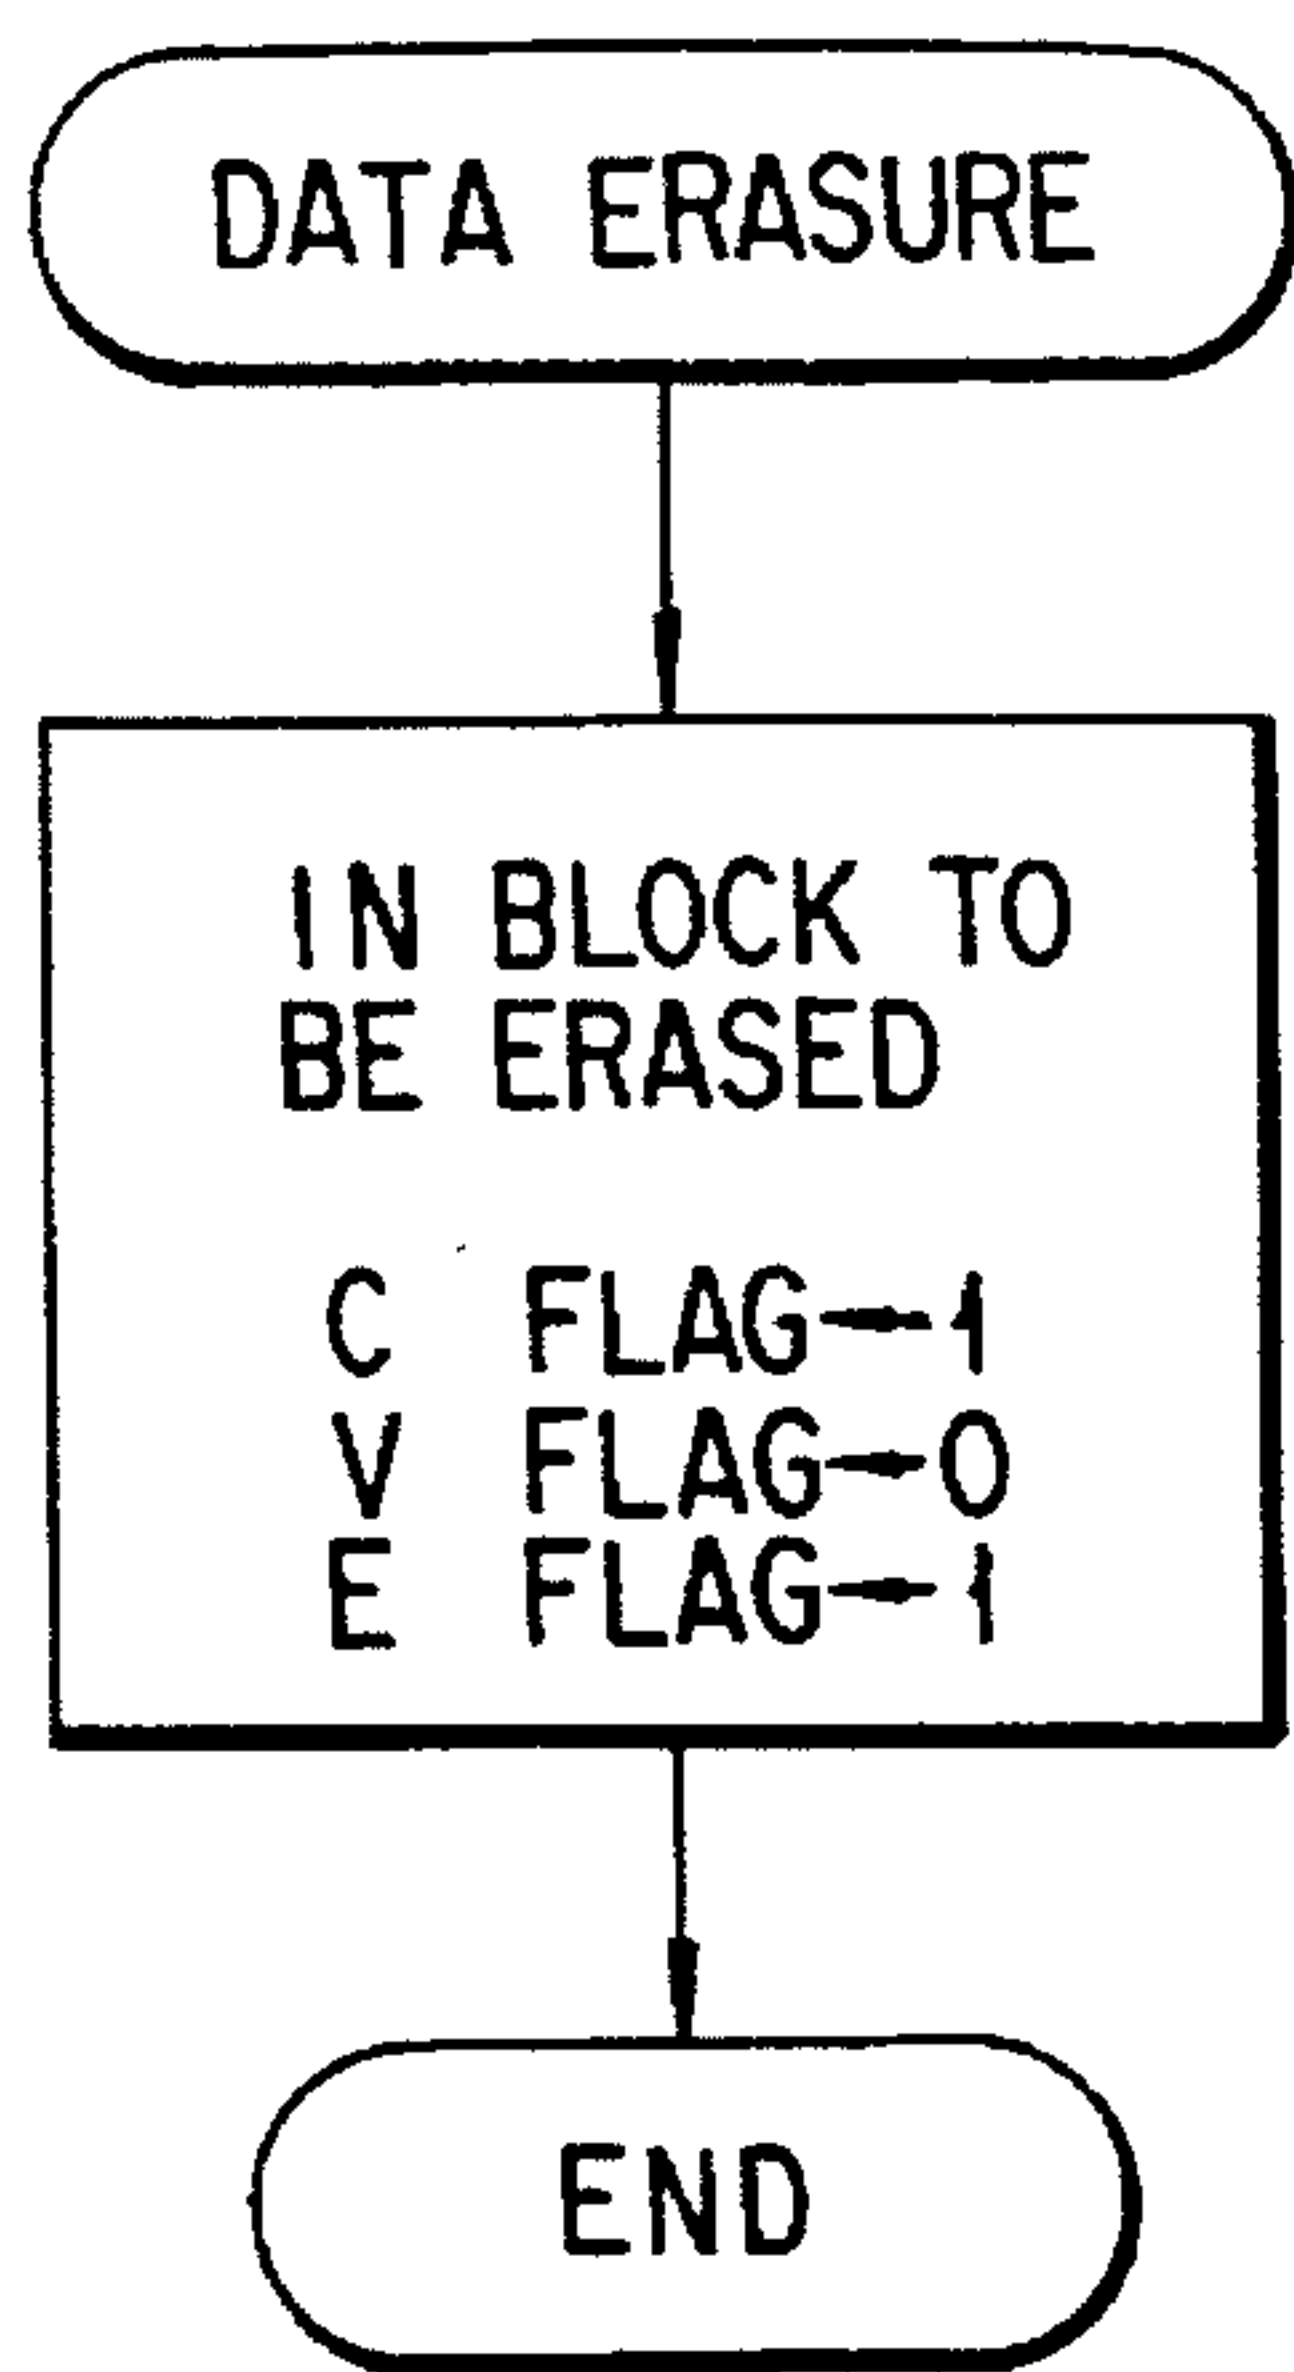 DATA ERASURE
IN BLOCK TO
BE ERASED
C FLAG→1
V FLAG→0
E FLAG→1
END